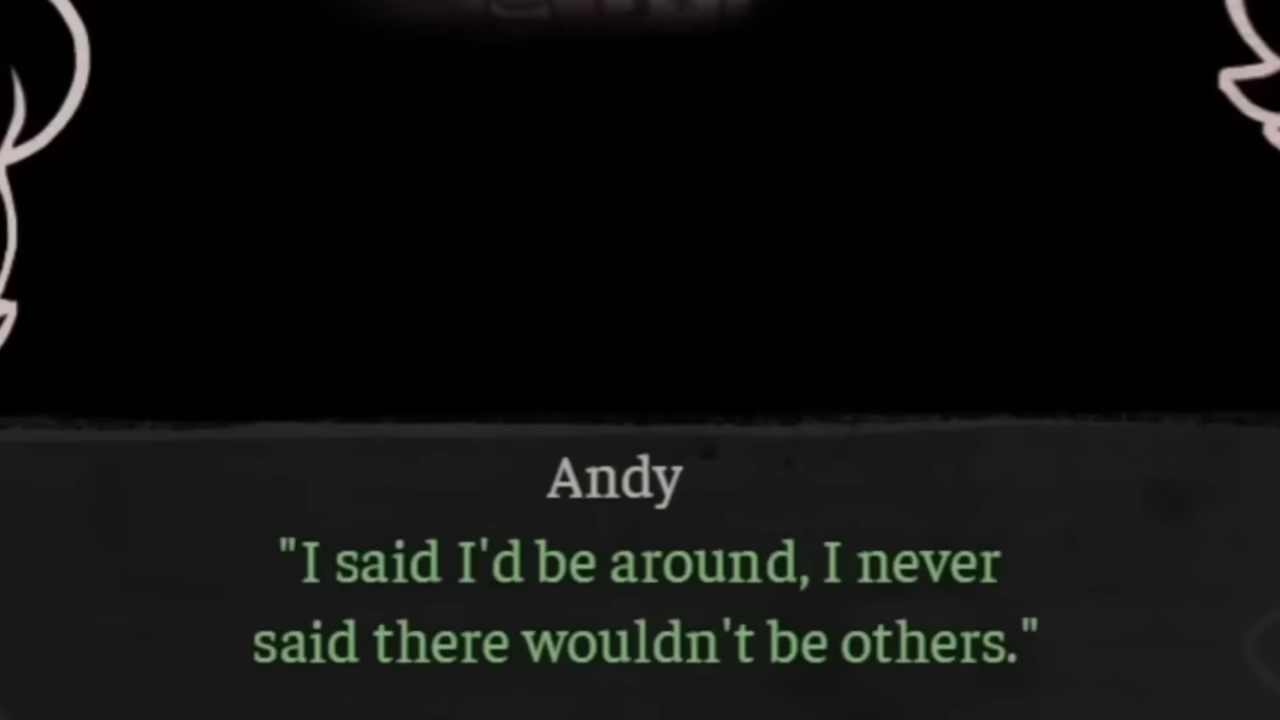 Andy
"I said I'd be around, I never
said there wouldn't be others."